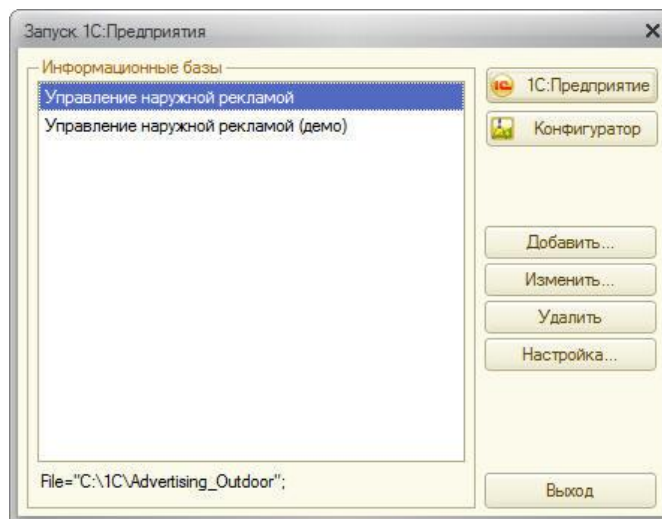 Запуск 1С:Предприятия
Информационные базы
Управление наружной рекламой
Управление наружной рекламой (демо)
File="C:\1C\Advertising_Outdoor";
1С:Предприятие
Конфигуратор
Добавить...
Изменить...
Удалить
Настройка...
Выход